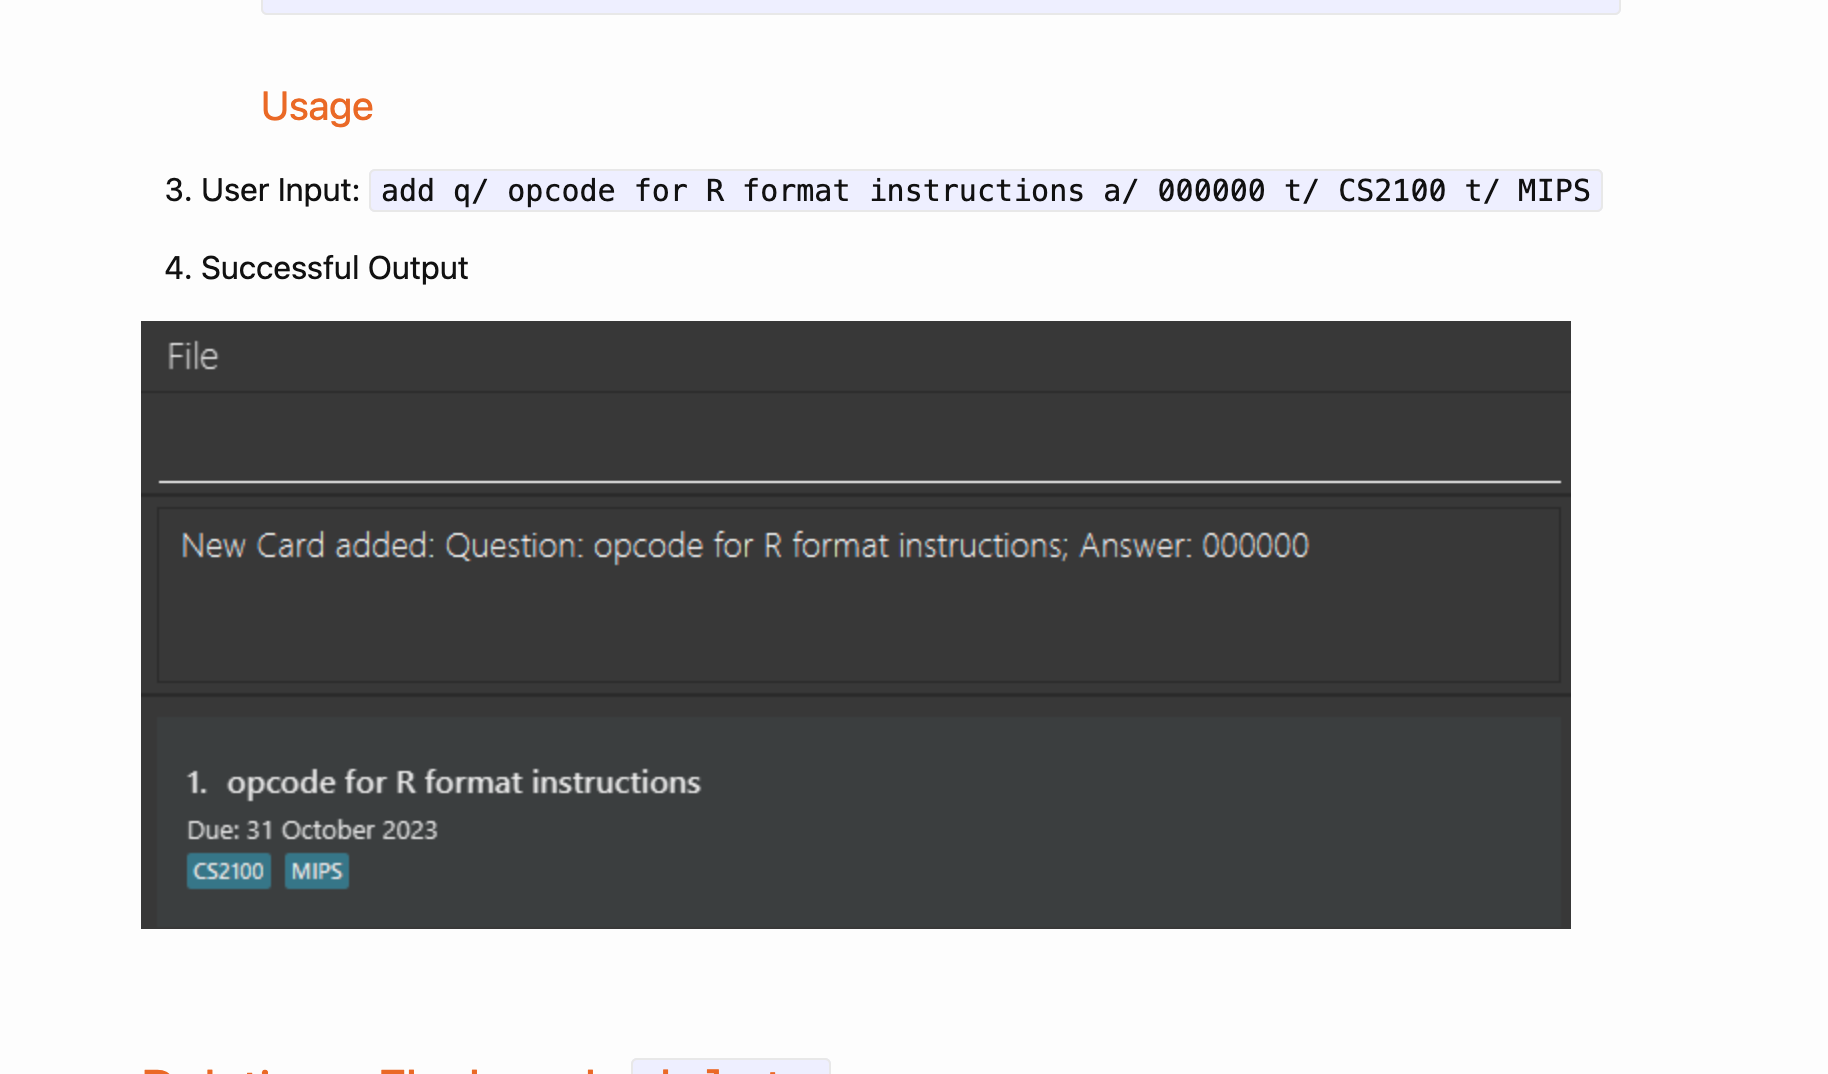 Usage
3. User Input: add q/ opcode for R format instructions a/ 000000 t/ CS2100 t/ MIPS
4. Successful Output
File
New Card added: Question: opcode for R format instructions; Answer: 000000
1. opcode for R format instructions
Due: 31 October 2023
CS2100 MIPS